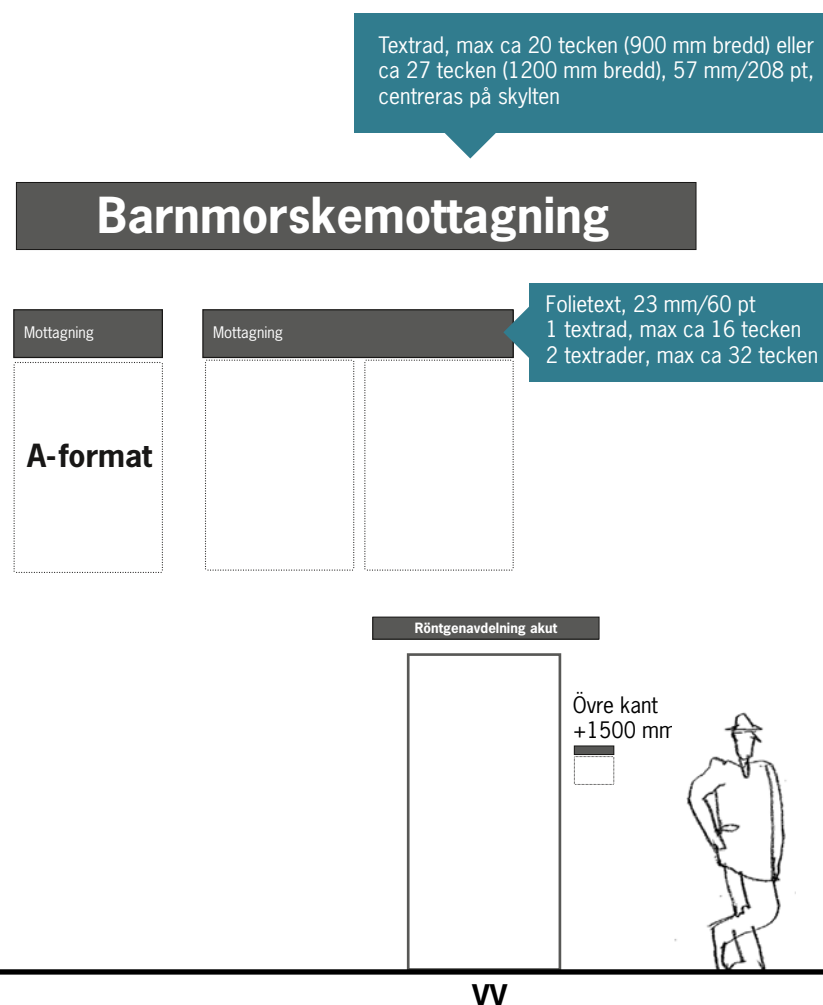 Textrad, max ca 20 tecken (900 mm bredd) eller
ca 27 tecken (1200 mm bredd), 57 mm/208 pt,
centreras på skylten
Barnmorskemottagning
Mottagning
Mottagning
Folietext, 23 mm/60 pt
1 textrad, max ca 16 tecken
2 textrader, max ca 32 tecken
A-format
Röntgenavdelning akut
Övre kant
+1500 mm
VV